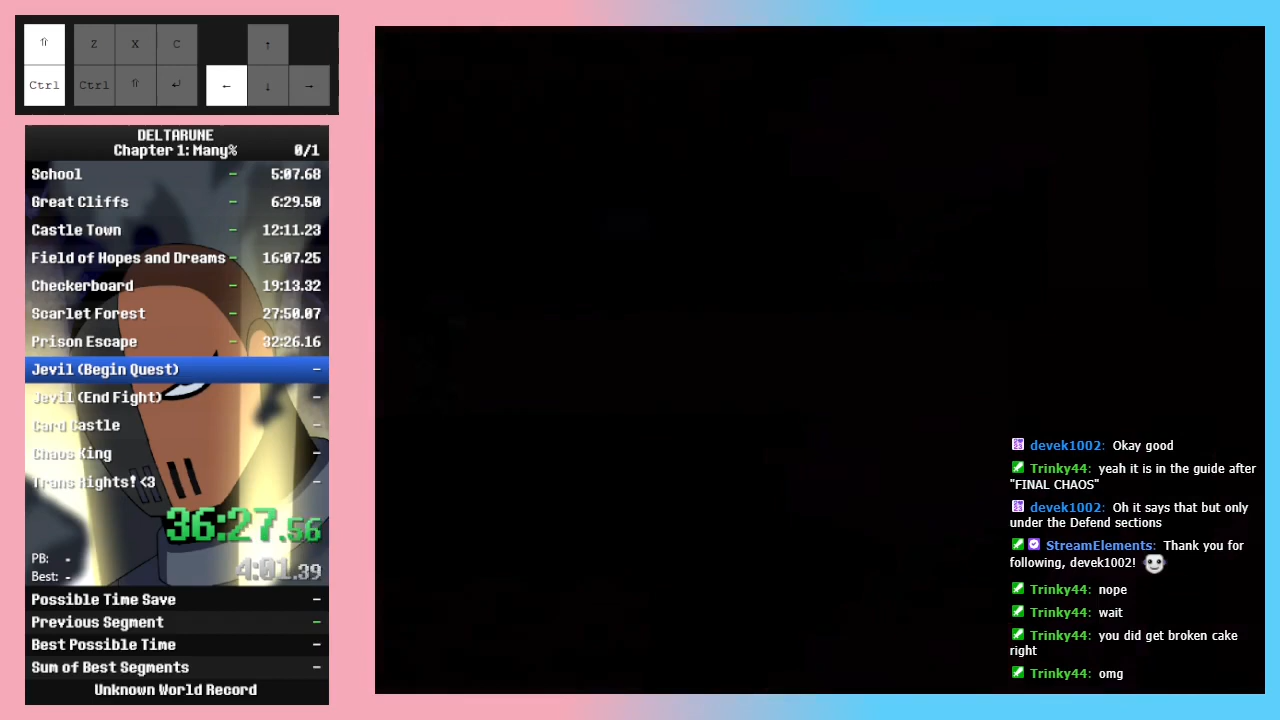 ⇧ Z X C ↑
Ctrl Ctrl ⇧ ↵ ← ↓ →
DELTARUNE
Chapter 1: Many% 0/1
School - 5:07.68
Great Cliffs - 6:29.50
Castle Town - 12:11.23
Field of Hopes and Dreams - 16:07.25
Checkerboard - 19:13.32
Scarlet Forest - 27:50.07
Prison Escape - 32:26.16
Jevil (Begin Quest) -
Jevil (End Fight) -
Card Castle -
Chaos King -
Trans Rights! <3 -
36:27.56
PB: -
Best: -
4:01.39
Possible Time Save -
Previous Segment -
Best Possible Time -
Sum of Best Segments -
Unknown World Record
devek1002: Okay good
Trinky44: yeah it is in the guide after
"FINAL CHAOS"
devek1002: Oh it says that but only
under the Defend sections
StreamElements: Thank you for
following, devek1002!
Trinky44: nope
Trinky44: wait
Trinky44: you did get broken cake
right
Trinky44: omg